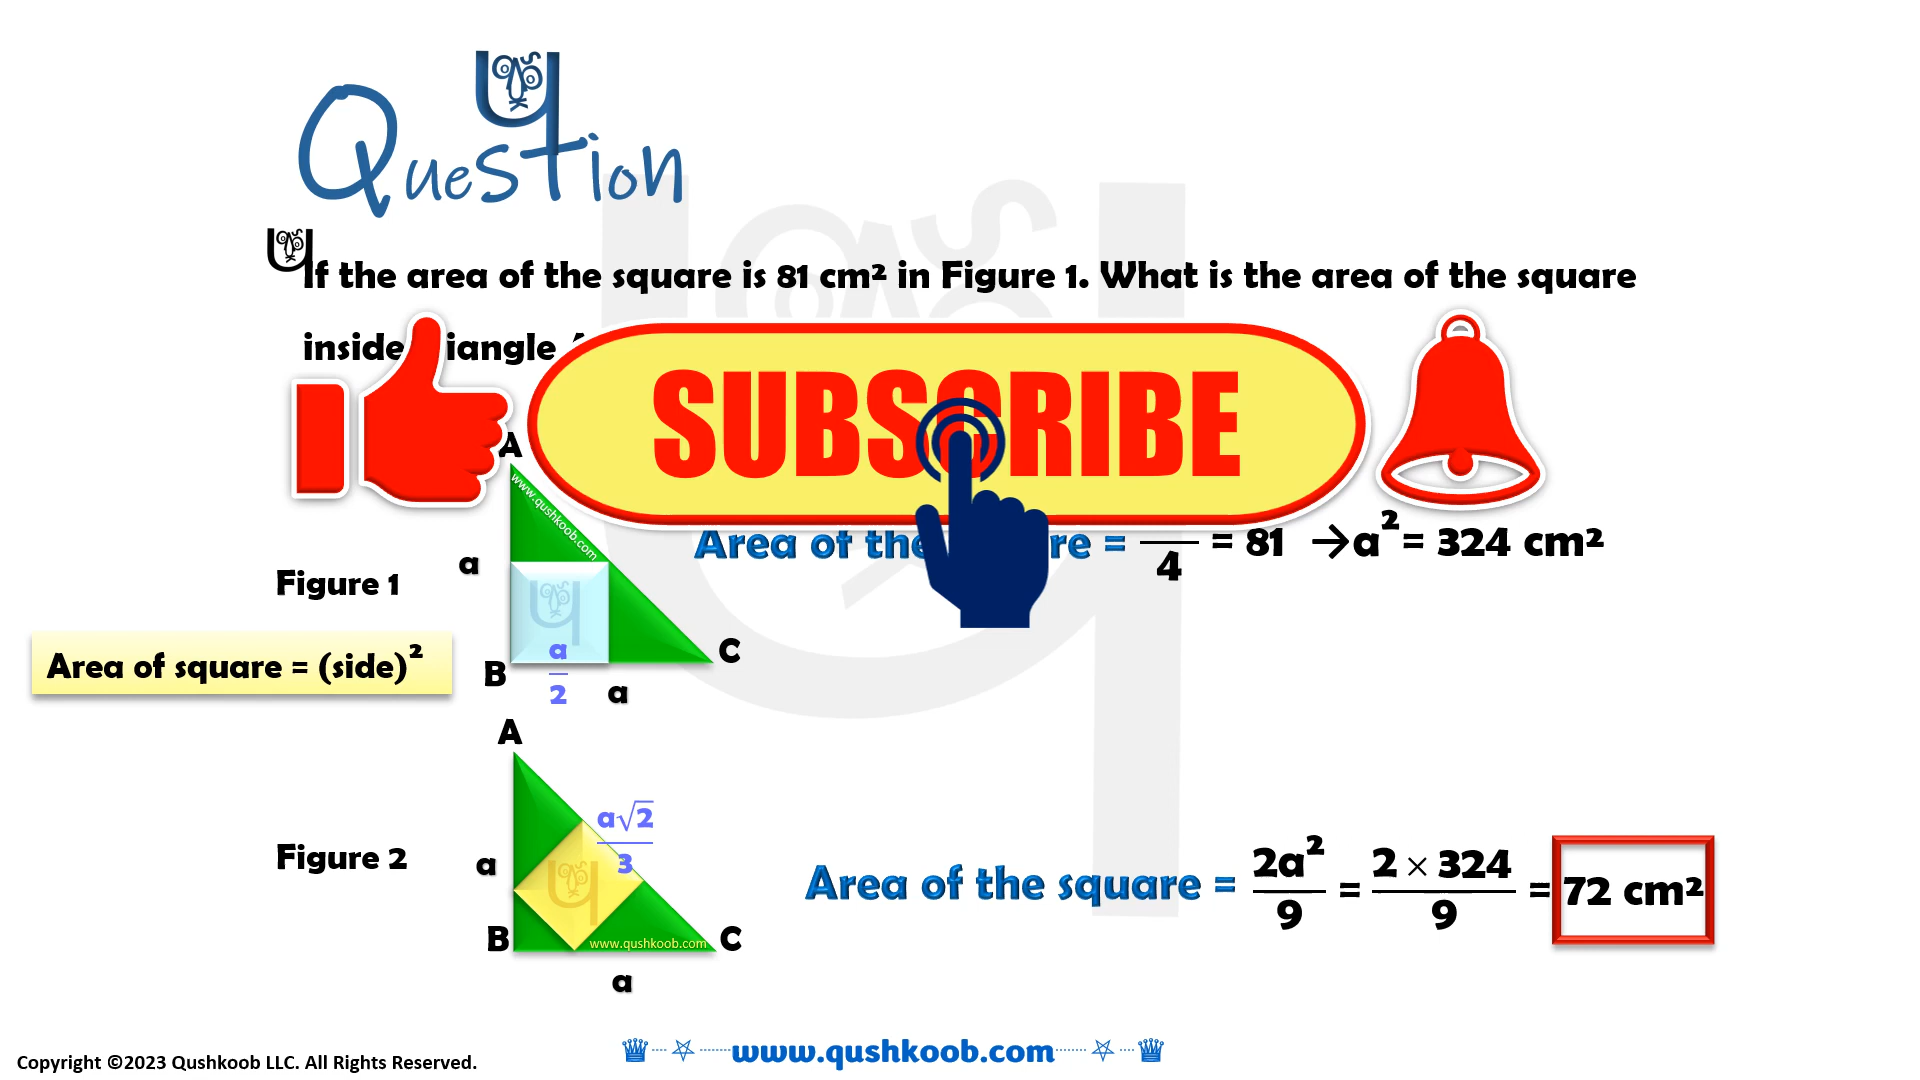 Question
If the area of the square is 81 cm² in Figure 1. What is the area of the square
inside
SUBSCRIBE
A
www.qushkoob.com
Area of the = — 4 = 81 →a²= 324 cm²
a
Figure 1
Area of square = (side)²
B
a/2
a
C
A
a√2/3
Figure 2
a
Area of the square = 2a²/9 = 2 × 324/9 = 72 cm²
B
www.qushkoob.com
C
a
www.qushkoob.com
Copyright ©2023 Qushkoob LLC. All Rights Reserved.